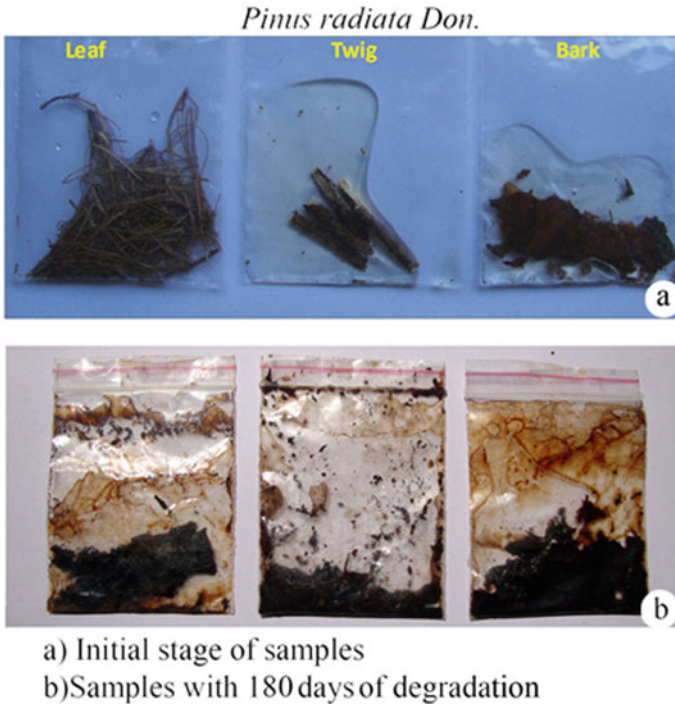 Pinus radiata Don.
Leaf Twig Bark
a
b
a) Initial stage of samples
b)Samples with 180 days of degradation